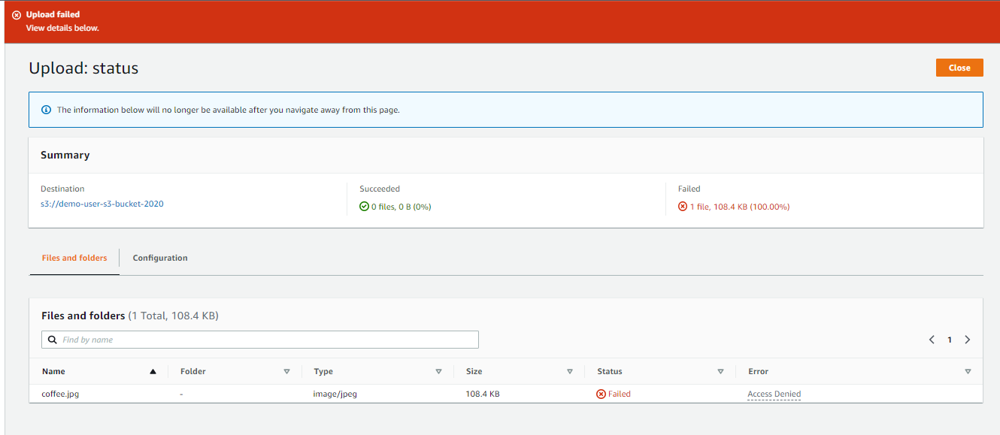 Upload failed
View details below.
Upload: status
Close
The information below will no longer be available after you navigate away from this page.
Summary
Destination
s3://demo-user-s3-bucket-2020
Succeeded
0 files, 0 B (0%)
Failed
1 file, 108.4 KB (100.00%)
Files and folders
Configuration
Files and folders (1 Total, 108.4 KB)
Find by name
1
Name Folder Type Size Status Error
coffee.jpg - image/jpeg 108.4 KB Failed Access Denied